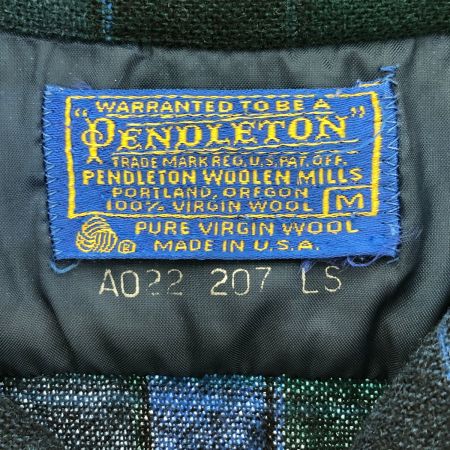 WARRANTED TO BE A
"PENDLETON"
TRADE MARK REG. U.S. PAT. OFF.
PENDLETON WOOLEN MILLS
PORTLAND, OREGON
100% VIRGIN WOOL M
® PURE VIRGIN WOOL
MADE IN U.S.A.
A022 207 LS